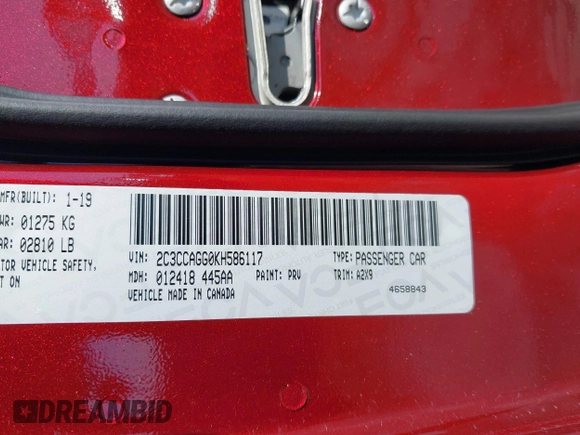 MFR(BUILT): 1-19
WR: 01275 KG
AR: 02810 LB
TOR VEHICLE SAFETY,
T ON
VIN: 2C3CCAGG0KH586117
TYPE: PASSENGER CAR
MDH: 012418 445AA
PAINT: PRV
TRIM: A2X9
VEHICLE MADE IN CANADA
4658843
DREAMBID